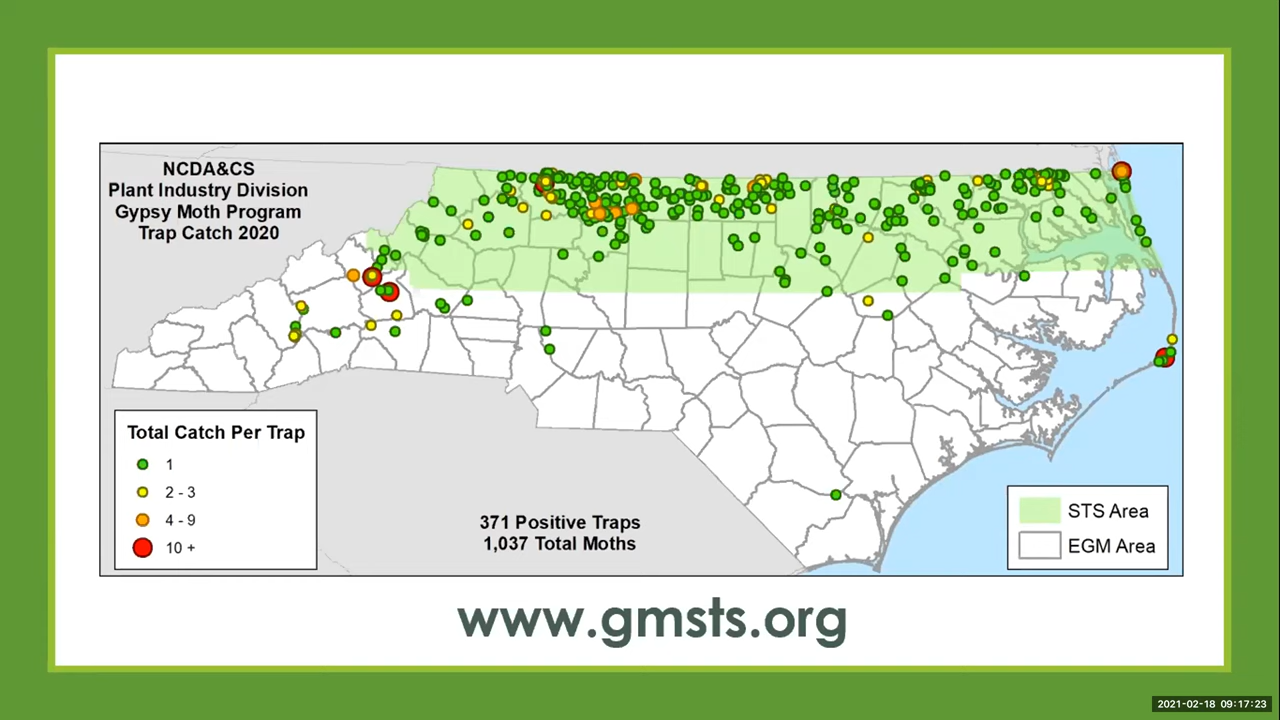 NCDA&CS
Plant Industry Division
Gypsy Moth Program
Trap Catch 2020
Total Catch Per Trap
1
2 - 3
4 - 9
10 +
371 Positive Traps
1,037 Total Moths
STS Area
EGM Area
www.gmsts.org
2021-02-18 09:17:23